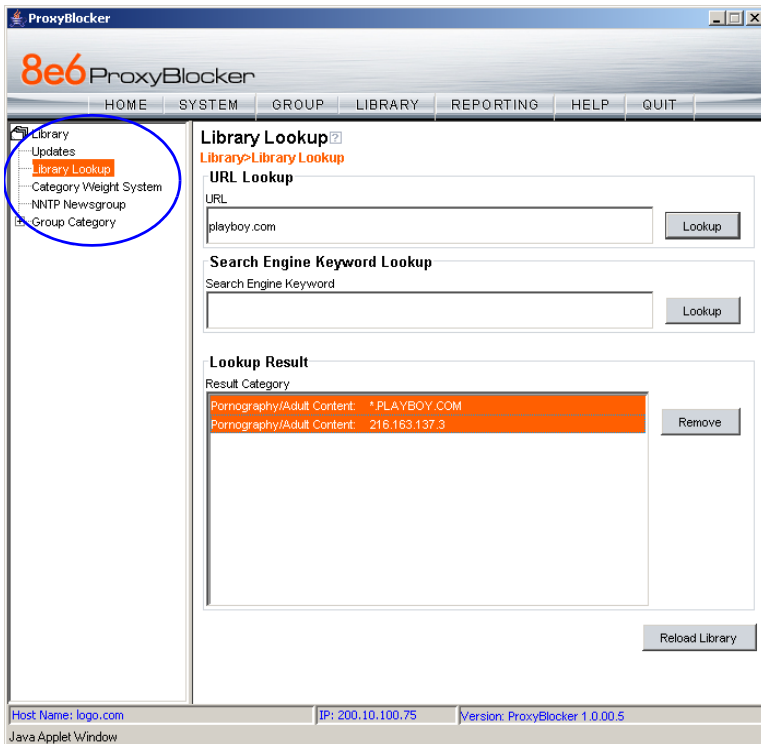 ProxyBlocker
8e6 ProxyBlocker
HOME SYSTEM GROUP LIBRARY REPORTING HELP QUIT
Library
Updates
Library Lookup
Category Weight System
NNTP Newsgroup
Group Category
Library Lookup?
Library>Library Lookup
URL Lookup
URL
playboy.com
Lookup
Search Engine Keyword Lookup
Search Engine Keyword
Lookup
Lookup Result
Result Category
Pornography/Adult Content: *.PLAYBOY.COM
Pornography/Adult Content: 216.163.137.3
Remove
Reload Library
Host Name: logo.com IP: 200.10.100.75 Version: ProxyBlocker 1.0.00.5
Java Applet Window